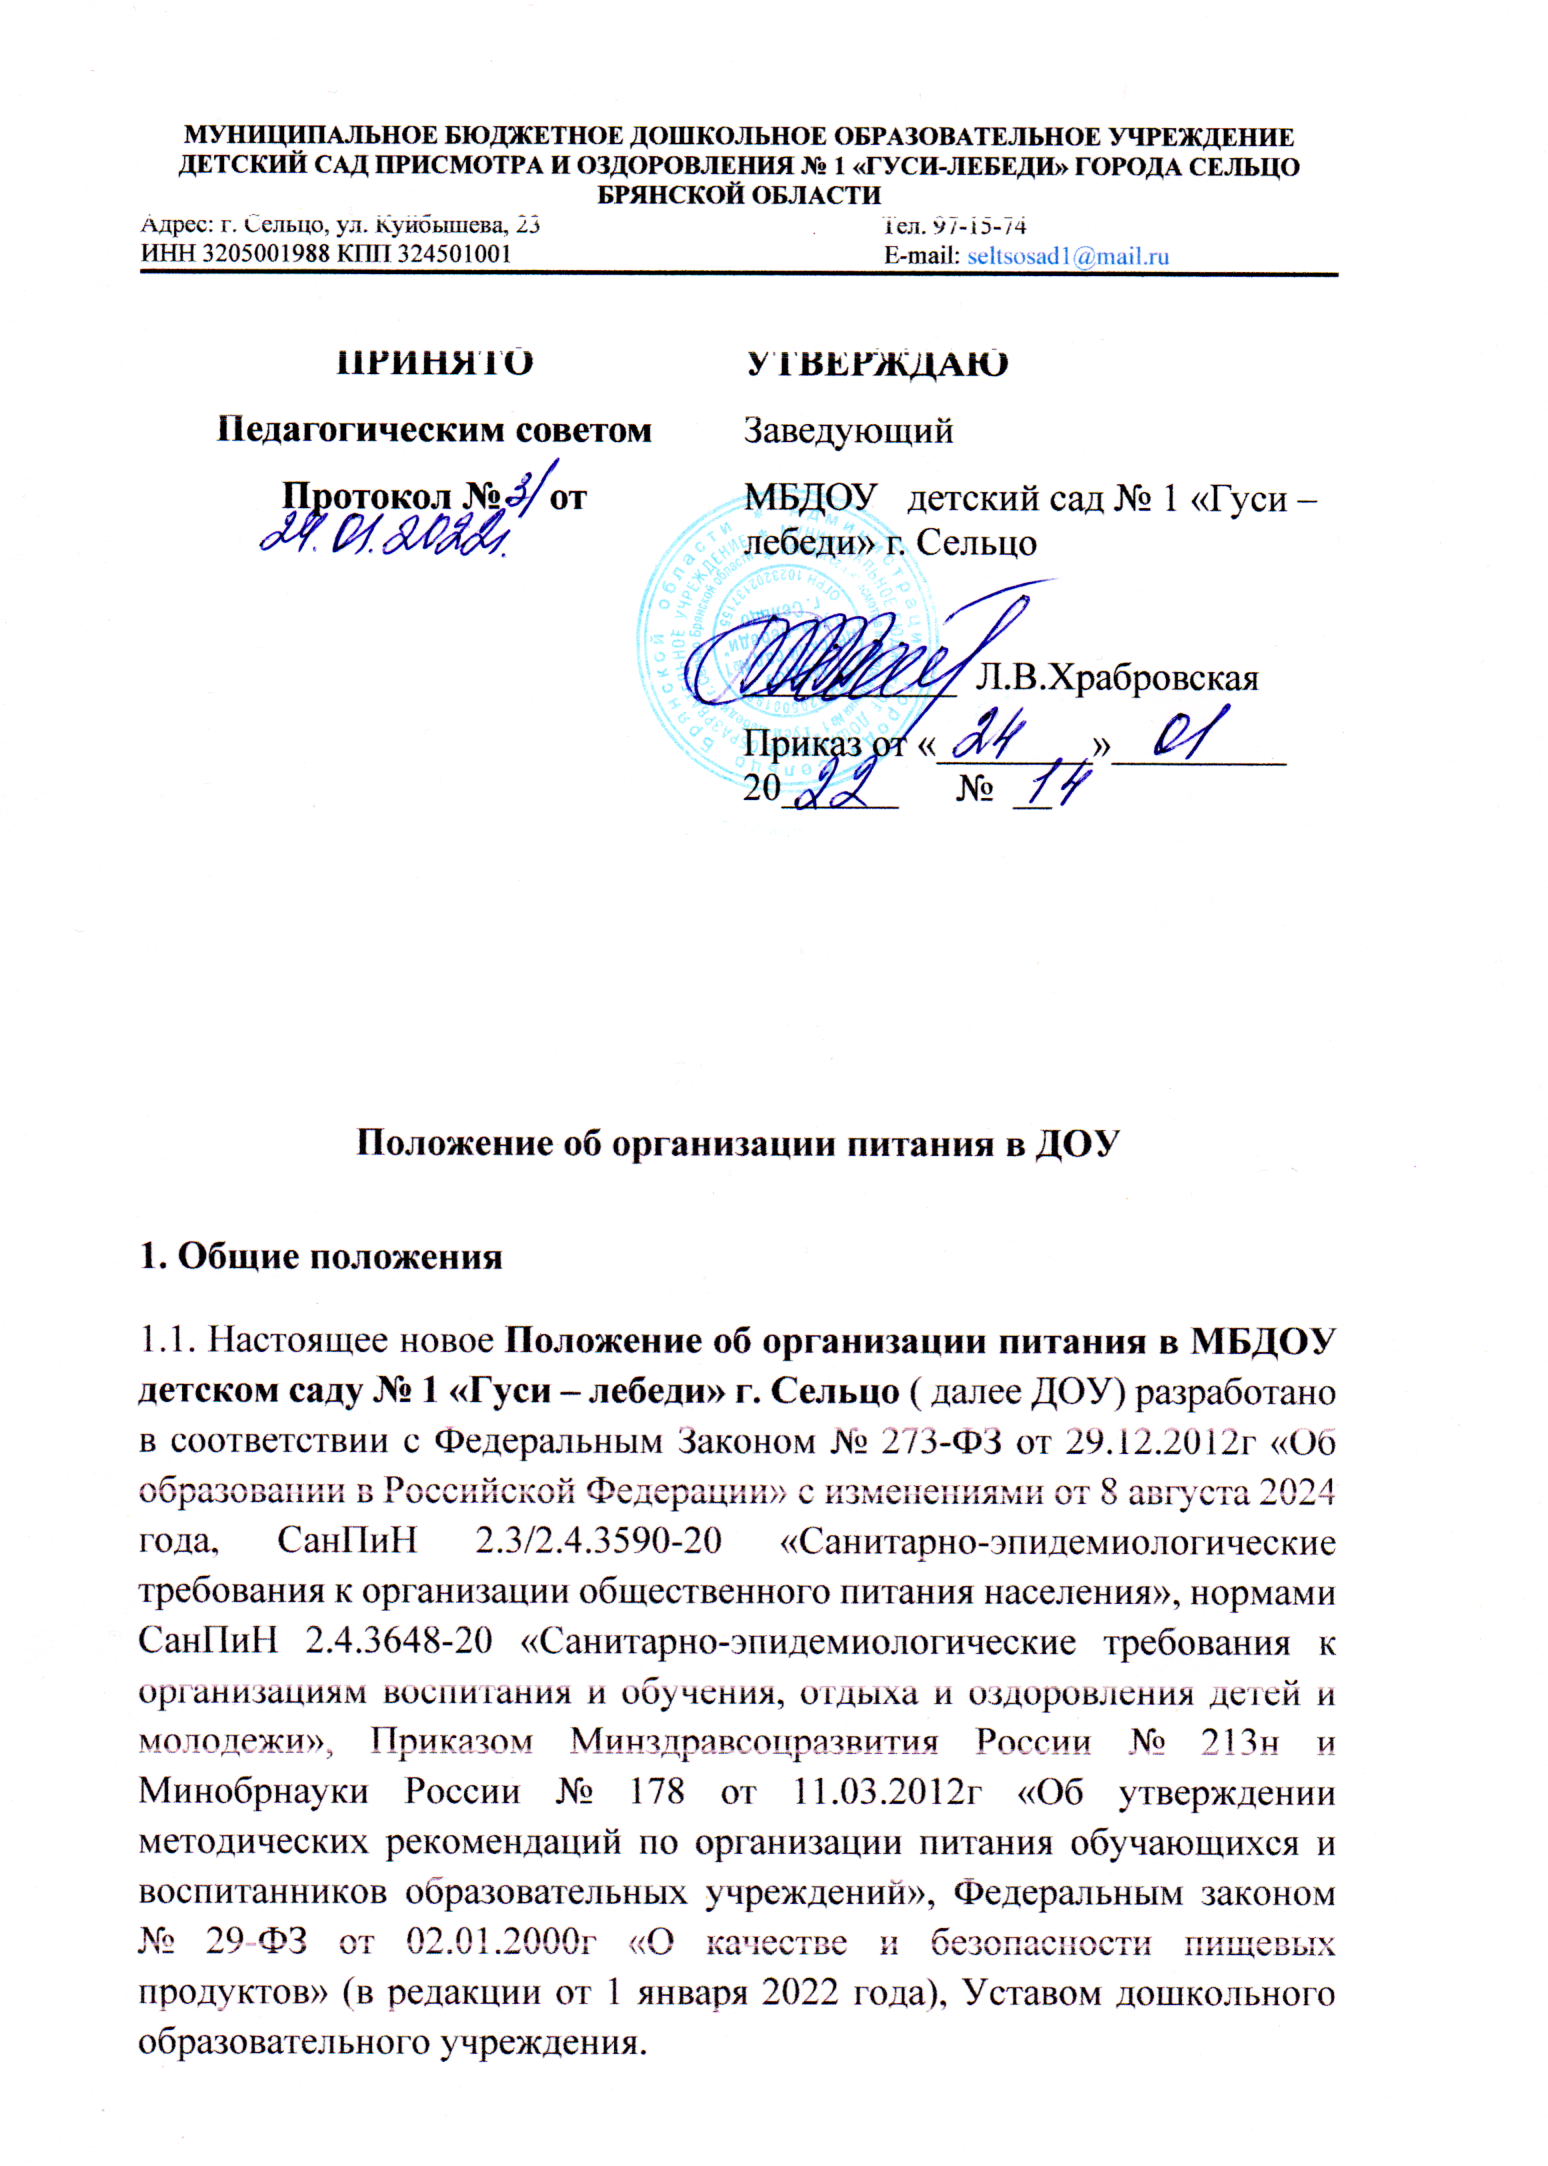 МУНИЦИПАЛЬНОЕ БЮДЖЕТНОЕ ДОШКОЛЬНОЕ ОБРАЗОВАТЕЛЬНОЕ УЧРЕЖДЕНИЕ
ДЕТСКИЙ САД ПРИСМОТРА И ОЗДОРОВЛЕНИЯ № 1 «ГУСИ-ЛЕБЕДИ» ГОРОДА СЕЛЬЦО
БРЯНСКОЙ ОБЛАСТИ
Адрес: г. Сельцо, ул. Куйбышева, 23
Тел. 97-15-74
ИНН 3205001988 КПП 324501001
E-mail: seltsosad1@mail.ru
ПРИНЯТО
Педагогическим советом
Протокол № 3/ от
24.01.2022г.
УТВЕРЖДАЮ
Заведующий
МБДОУ детский сад № 1 «Гуси –
лебеди» г. Сельцо
Л.В.Храбровская
Приказ от « 24 » 01
20 22 № 14
Положение об организации питания в ДОУ
1. Общие положения
1.1. Настоящее новое Положение об организации питания в МБДОУ
детском саду № 1 «Гуси – лебеди» г. Сельцо ( далее ДОУ) разработано
в соответствии с Федеральным Законом № 273-ФЗ от 29.12.2012г «Об
образовании в Российской Федерации» с изменениями от 8 августа 2024
года, СанПиН 2.3/2.4.3590-20 «Санитарно-эпидемиологические
требования к организации общественного питания населения», нормами
СанПиН 2.4.3648-20 «Санитарно-эпидемиологические требования к
организациям воспитания и обучения, отдыха и оздоровления детей и
молодежи», Приказом Минздравсоцразвития России № 213н и
Минобрнауки России № 178 от 11.03.2012г «Об утверждении
методических рекомендаций по организации питания обучающихся и
воспитанников образовательных учреждений», Федеральным законом
№ 29-ФЗ от 02.01.2000г «О качестве и безопасности пищевых
продуктов» (в редакции от 1 января 2022 года), Уставом дошкольного
образовательного учреждения.